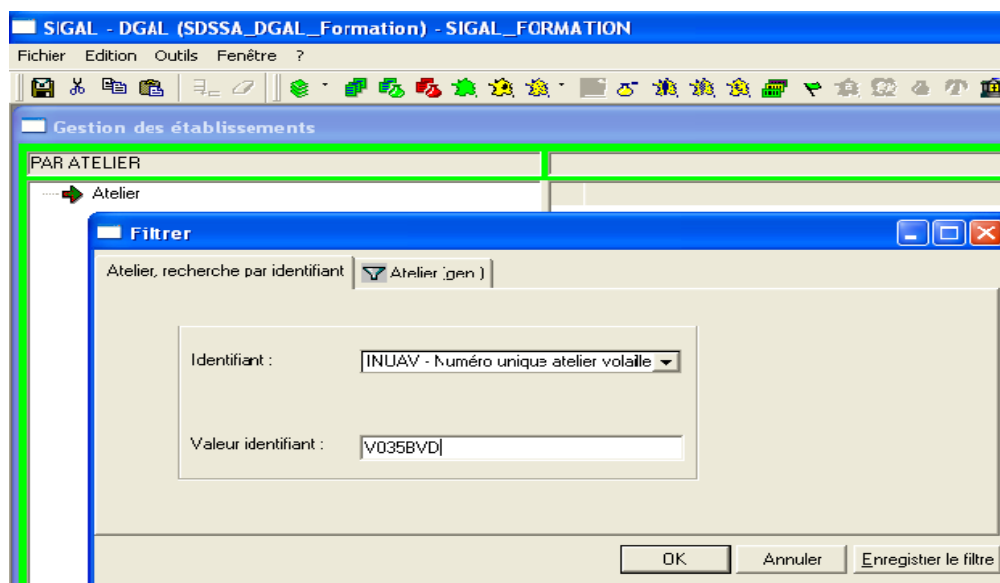 SIGAL - DGAL (SDSSA_DGAL_Formation) - SIGAL_FORMATION
Fichier Edition Outils Fenêtre ?
Gestion des établissements
PAR ATELIER
Atelier
Filtrer
Atelier, recherche par identifiant Atelier (gen )
Identifiant : INUAV - Numéro unique atelier volaille
Valeur identifiant : V035BVD
OK Annuler Enregistrer le filtre